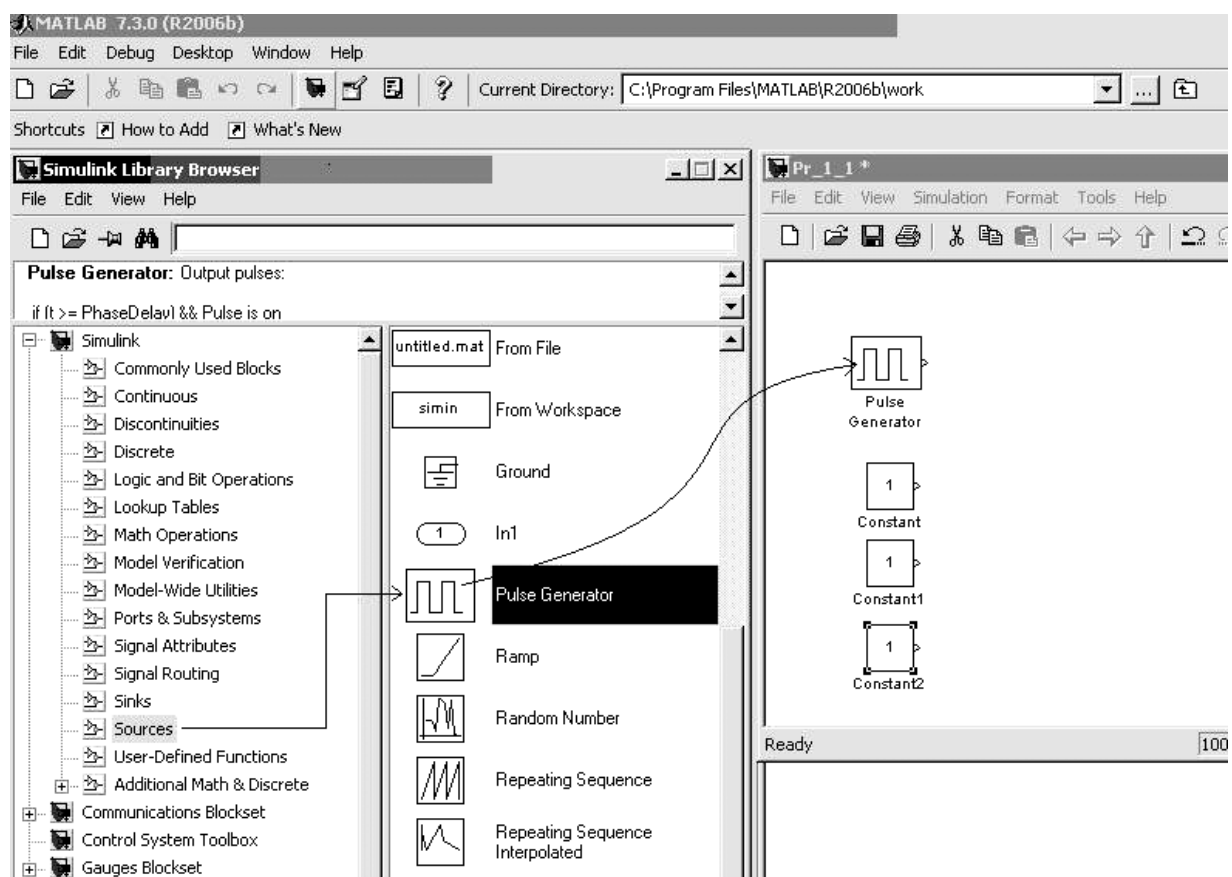 MATLAB 7.3.0 (R2006b)
File Edit Debug Desktop Window Help
Current Directory: C:\Program Files\MATLAB\R2006b\work
Shortcuts How to Add What's New
Simulink Library Browser
File Edit View Help
Pulse Generator: Output pulses:
if (t >= PhaseDelay) && Pulse is on
Simulink
Commonly Used Blocks
Continuous
Discontinuities
Discrete
Logic and Bit Operations
Lookup Tables
Math Operations
Model Verification
Model-Wide Utilities
Ports & Subsystems
Signal Attributes
Signal Routing
Sinks
Sources
User-Defined Functions
Additional Math & Discrete
Communications Blockset
Control System Toolbox
Gauges Blockset
untitled.mat From File
simin From Workspace
Ground
1 In1
Pulse Generator
Ramp
Random Number
Repeating Sequence
Repeating Sequence
Interpolated
Pr_1_1 *
File Edit View Simulation Format Tools Help
Pulse
Generator
1
Constant
1
Constant1
1
Constant2
Ready 100